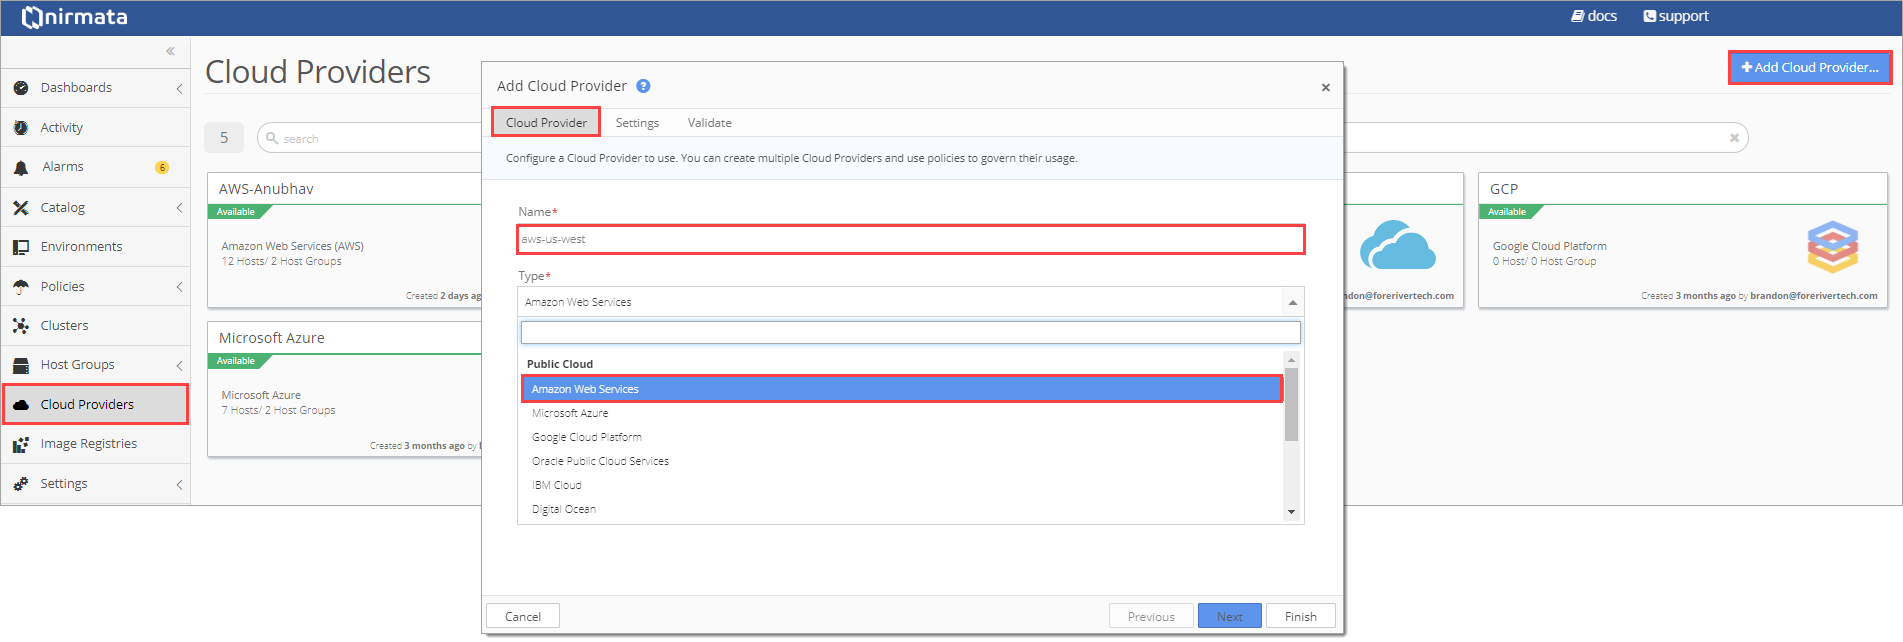 nirmata
docs
support
«
Dashboards
Activity
Alarms 6
Catalog
Environments
Policies
Clusters
Host Groups
Cloud Providers
Image Registries
Settings
Cloud Providers
+ Add Cloud Provider...
5
search
AWS-Anubhav
Available
Amazon Web Services (AWS)
12 Hosts/ 2 Host Groups
Created 2 days ag
Microsoft Azure
Available
Microsoft Azure
7 Hosts/ 2 Host Groups
Created 3 months ago by
Add Cloud Provider ?
×
Cloud Provider Settings Validate
Configure a Cloud Provider to use. You can create multiple Cloud Providers and use policies to govern their usage.
Name*
aws-us-west
Type*
Amazon Web Services
Public Cloud
Amazon Web Services
Microsoft Azure
Google Cloud Platform
Oracle Public Cloud Services
IBM Cloud
Digital Ocean
Cancel Previous Next Finish
don@forerivertech.com
GCP
Available
Google Cloud Platform
0 Host/ 0 Host Group
Created 3 months ago by brandon@forerivertech.com